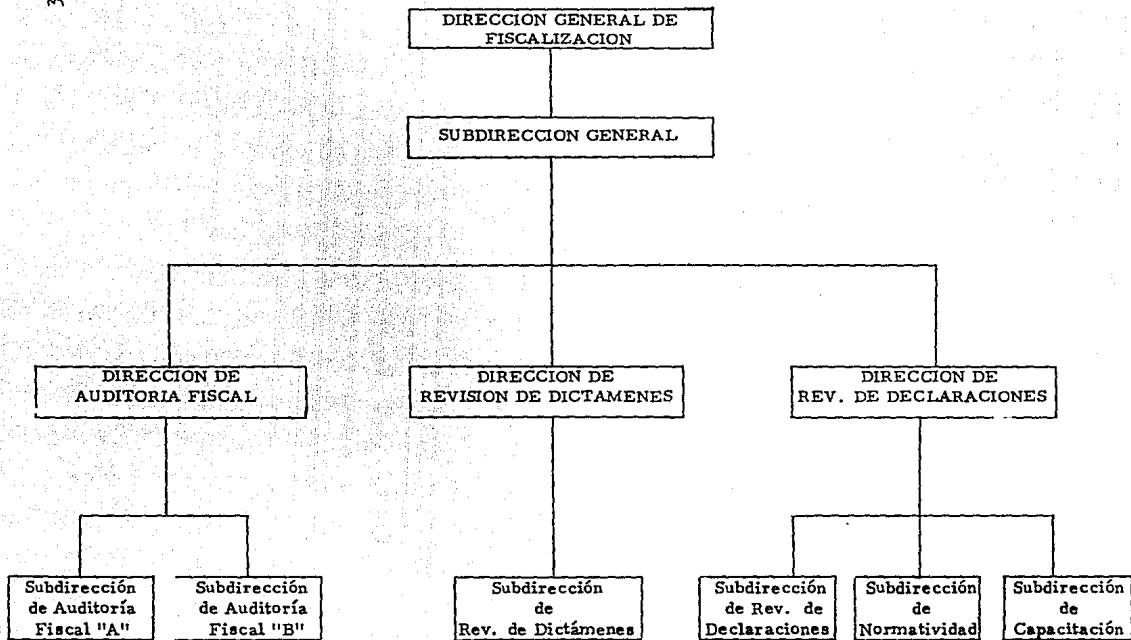 DIRECCION GENERAL DE
FISCALIZACION
SUBDIRECCION GENERAL
DIRECCION DE
AUDITORIA FISCAL
DIRECCION DE
REVISION DE DICTAMENES
DIRECCION DE
REV. DE DECLARACIONES
Subdirección
de Auditoría
Fiscal "A"
Subdirección
de Auditoría
Fiscal "B"
Subdirección
de
Rev. de Dictámenes
Subdirección
de Rev. de
Declaraciones
Subdirección
de
Normatividad
Subdirección
de
Capacitación